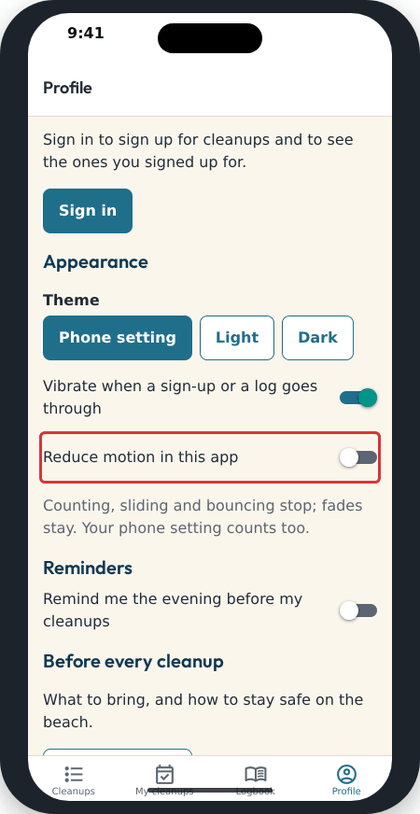 9:41
Profile
Sign in to sign up for cleanups and to see
the ones you signed up for.
Sign in
Appearance
Theme
Phone setting
Light
Dark
Vibrate when a sign-up or a log goes
through
Reduce motion in this app
Counting, sliding and bouncing stop; fades
stay. Your phone setting counts too.
Reminders
Remind me the evening before my
cleanups
Before every cleanup
What to bring, and how to stay safe on the
beach.
Cleanups
My cleanups
Logbook
Profile